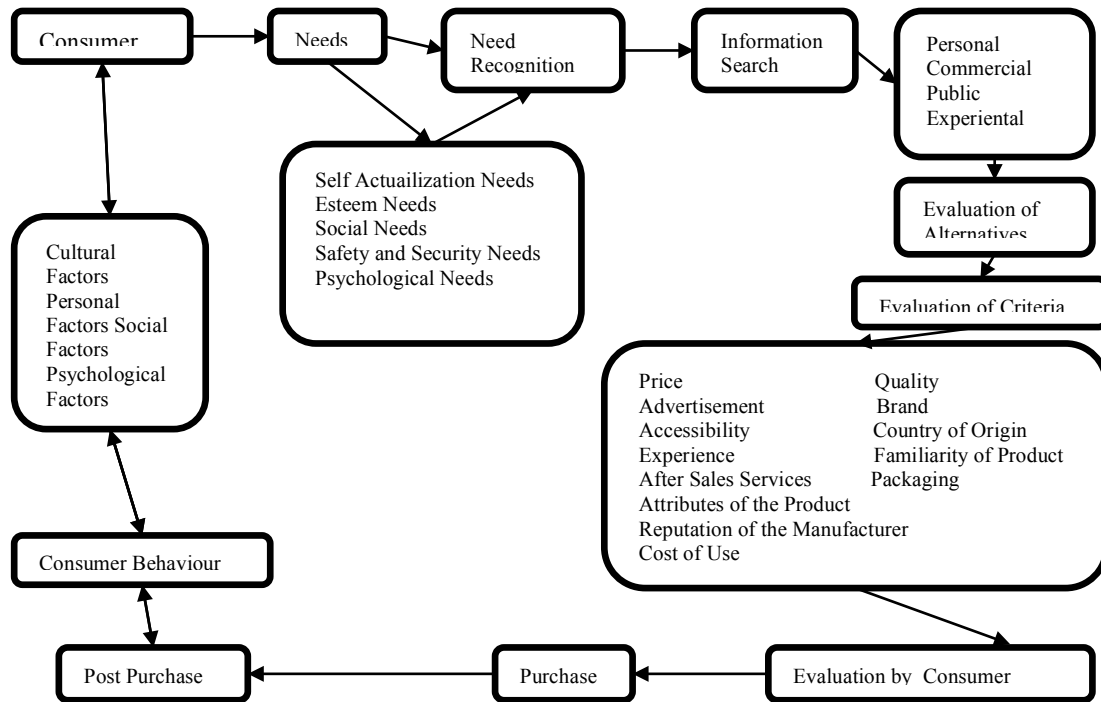 Consumer
Needs
Need
Recognition
Information
Search
Personal
Commercial
Public
Experiental
Self Actuailization Needs
Esteem Needs
Social Needs
Safety and Security Needs
Psychological Needs
Evaluation of
Alternatives
Evaluation of Criteria
Cultural
Factors
Personal
Factors Social
Factors
Psychological
Factors
Price Quality
Advertisement Brand
Accessibility Country of Origin
Experience Familiarity of Product
After Sales Services Packaging
Attributes of the Product
Reputation of the Manufacturer
Cost of Use
Consumer Behaviour
Post Purchase
Purchase
Evaluation by Consumer